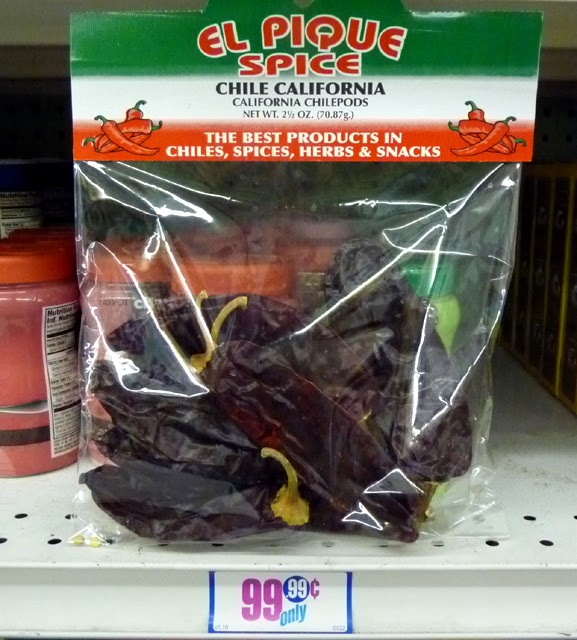 EL PIQUE
SPICE
CHILE CALIFORNIA
CALIFORNIA CHILEPODS
NET WT. 2½ OZ. (70.87g.)
THE BEST PRODUCTS IN
CHILES, SPICES, HERBS & SNACKS
99 .99¢
only